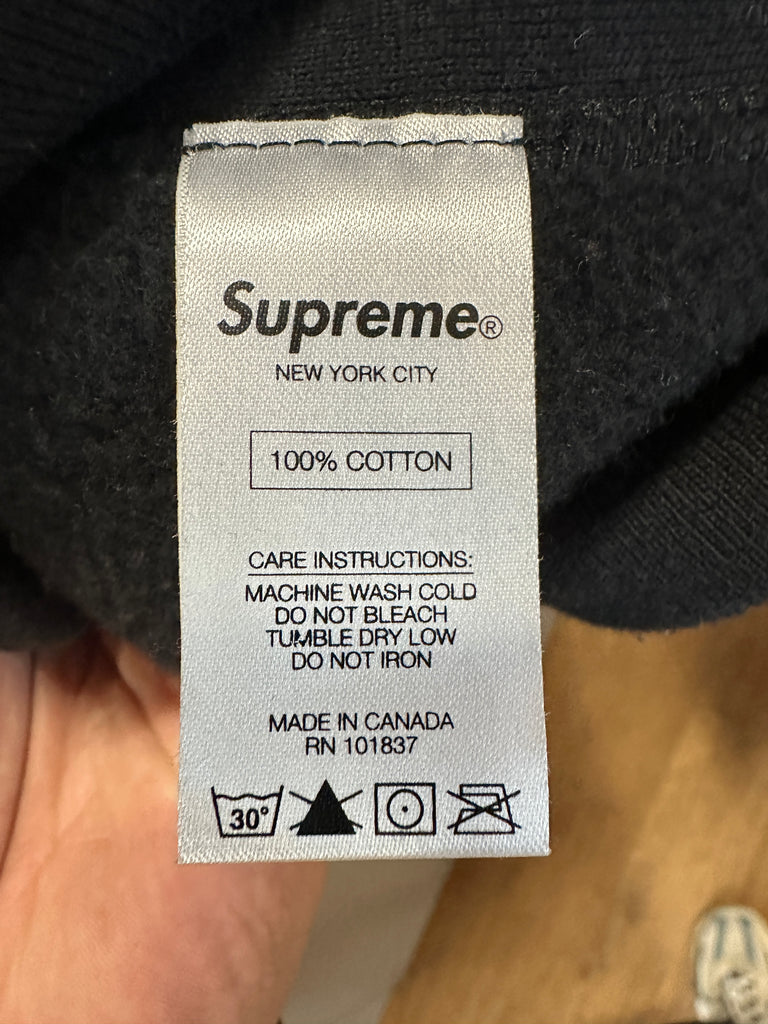 Supreme®
NEW YORK CITY
100% COTTON
CARE INSTRUCTIONS:
MACHINE WASH COLD
DO NOT BLEACH
TUMBLE DRY LOW
DO NOT IRON
MADE IN CANADA
RN 101837
30°